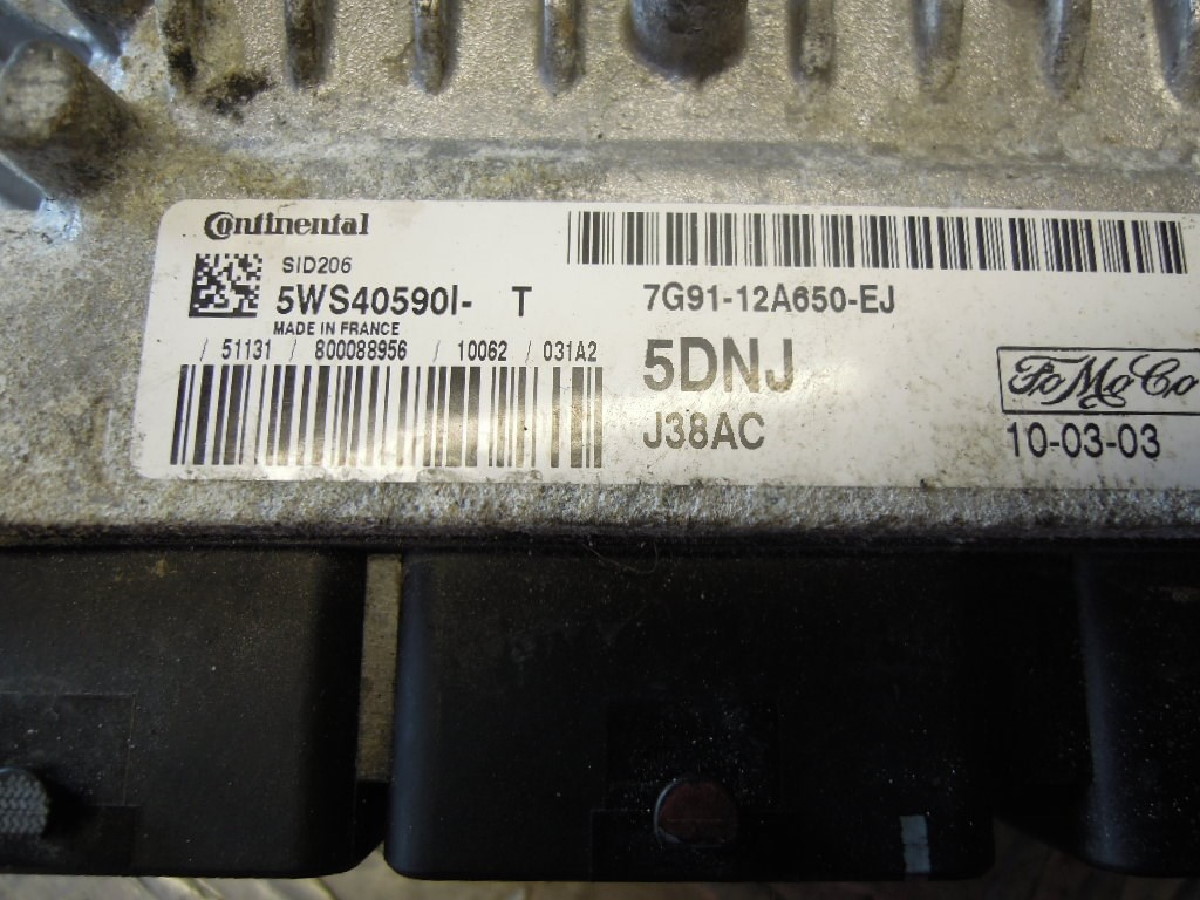 Continental
SID206
5WS40590I- T
MADE IN FRANCE
/ 51131 / 800088956 / 10062 / 031A2
7G91-12A650-EJ
5DNJ
J38AC
FoMoCo
10-03-03